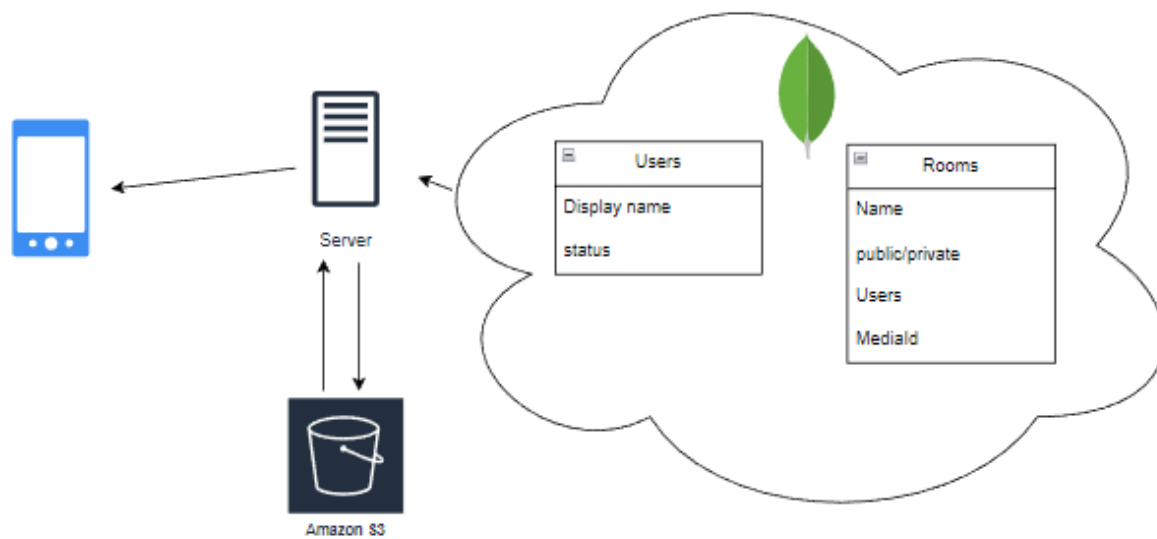 Users
Display name
status
Rooms
Name
public/private
Users
MediaId
Server
Amazon S3